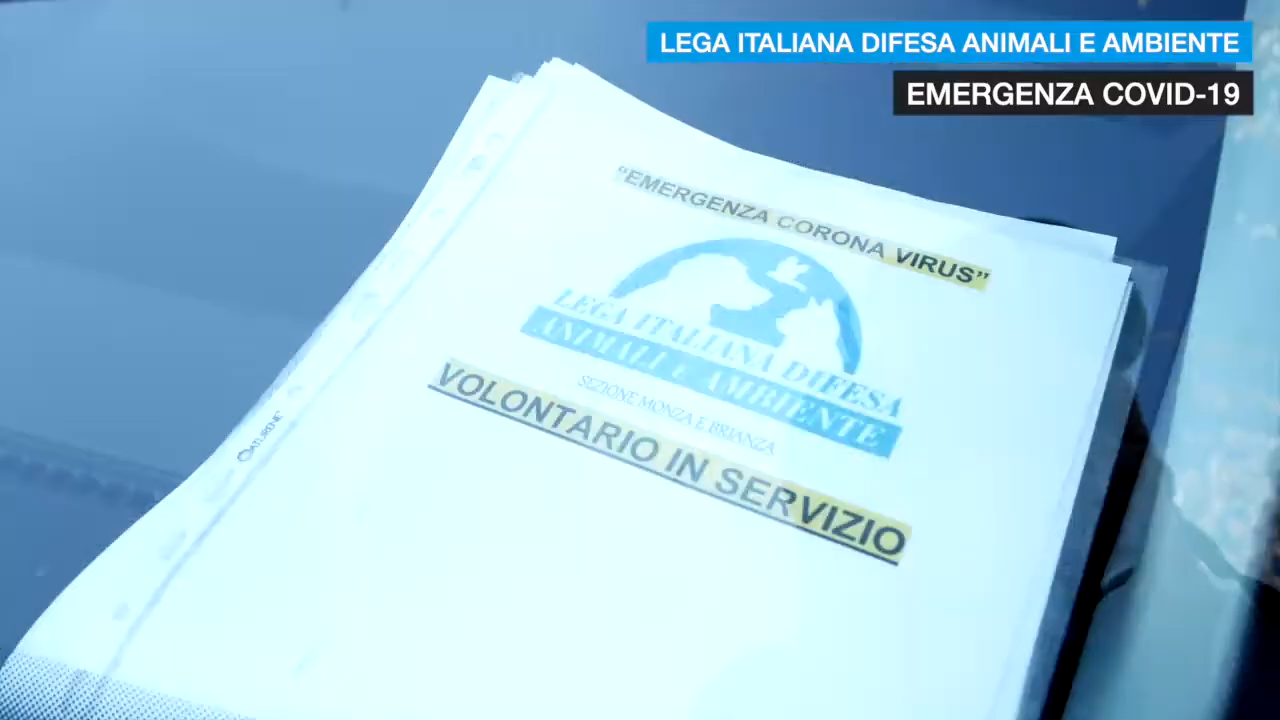 LEGA ITALIANA DIFESA ANIMALI E AMBIENTE
EMERGENZA COVID-19
“EMERGENZA CORONA VIRUS”
LEGA ITALIANA DIFESA
ANIMALI E AMBIENTE
SEZIONE MONZA E BRIANZA
VOLONTARIO IN SERVIZIO